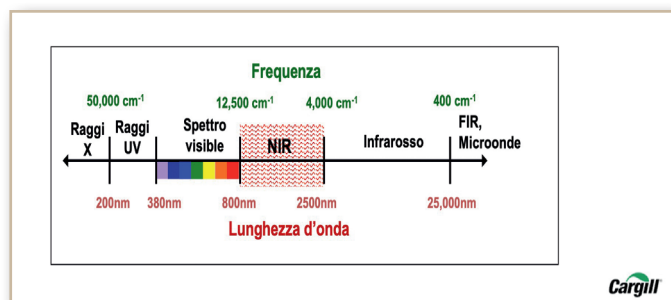 Frequenza
50,000 cm-1
12,500 cm-1
4,000 cm-1
400 cm-1
Raggi
X
Raggi
UV
Spettro
visible
NIR
Infrarosso
FIR,
Microonde
200nm
380nm
800nm
2500nm
25,000nm
Lunghezza d'onda
Cargill